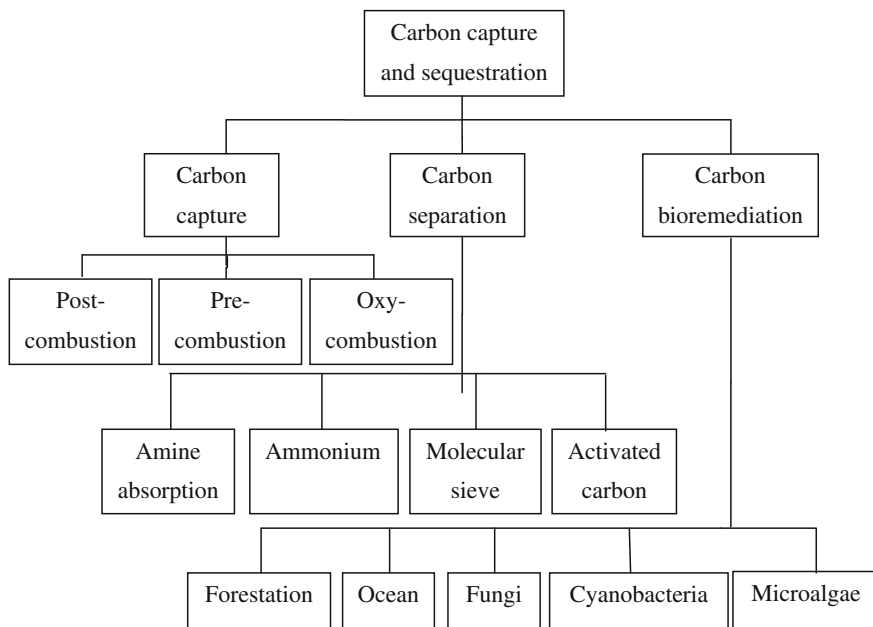 Carbon capture
and sequestration
Carbon
capture
Carbon
separation
Carbon
bioremediation
Post-
combustion
Pre-
combustion
Oxy-
combustion
Amine
absorption
Ammonium
Molecular
sieve
Activated
carbon
Forestation
Ocean
Fungi
Cyanobacteria
Microalgae